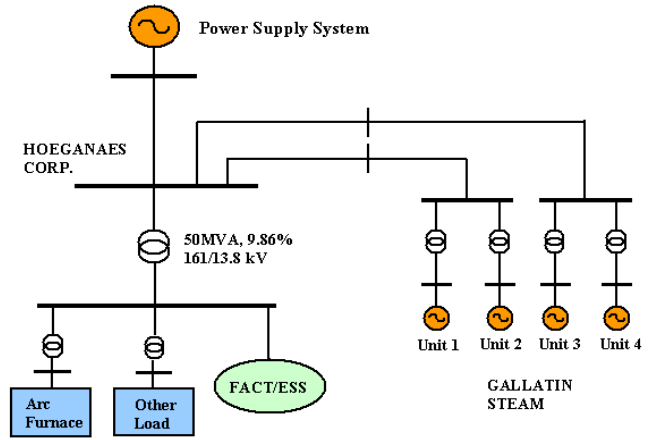 Power Supply System
HOEGANAES
CORP.
50MVA, 9.86%
161/13.8 kV
Unit 1
Unit 2
Unit 3
Unit 4
GALLATIN
STEAM
Arc
Furnace
Other
Load
FACT/ESS